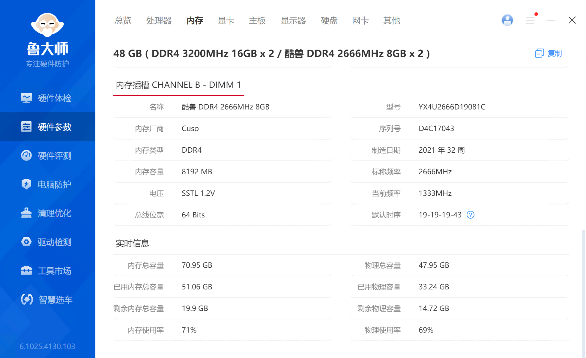 总览 处理器 内存 显卡 主板 显示器 硬盘 网卡 其他
鲁大师
专注硬件防护
硬件体检
硬件参数
硬件评测
电脑防护
清理优化
驱动检测
工具市场
智慧选车
6.1025.4130.103
48 GB ( DDR4 3200MHz 16GB x 2 / 酷兽 DDR4 2666MHz 8GB x 2 ) 复制
内存插槽 CHANNEL B - DIMM 1
名称 酷兽 DDR4 2666MHz 8GB 型号 YX4U2666D19081C
内存厂商 Cuso 序列号 D4C17043
内存类型 DDR4 制造日期 2021 年 32 周
内存容量 8192 MB 标称频率 2666MHz
电压 SSTL 1.2V 当前频率 1333MHz
总线位宽 64 Bits 默认时序 19-19-19-43 ?
实时信息
内存总容量 70.95 GB 物理总容量 47.95 GB
已用内存总容量 51.06 GB 已用物理容量 33.24 GB
剩余内存总容量 19.9 GB 剩余物理容量 14.72 GB
内存使用率 71% 物理使用率 69%